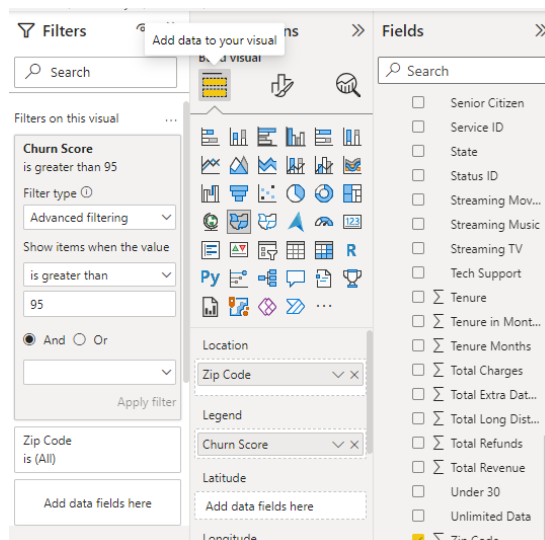 Filters
Add data to your visual
ns
Fields
Build visual
Search
Search
Filters on this visual
...
Churn Score
is greater than 95
Filter type
Advanced filtering
Show items when the value
is greater than
95
And
Or
Apply filter
Zip Code
is (All)
Add data fields here
123
R
Py
...
Location
Zip Code
Legend
Churn Score
Latitude
Add data fields here
Longitude
Senior Citizen
Service ID
State
Status ID
Streaming Mov...
Streaming Music
Streaming TV
Tech Support
∑ Tenure
∑ Tenure in Mont...
∑ Tenure Months
∑ Total Charges
∑ Total Extra Dat...
∑ Total Long Dist...
∑ Total Refunds
∑ Total Revenue
Under 30
Unlimited Data
∑ Zip Code